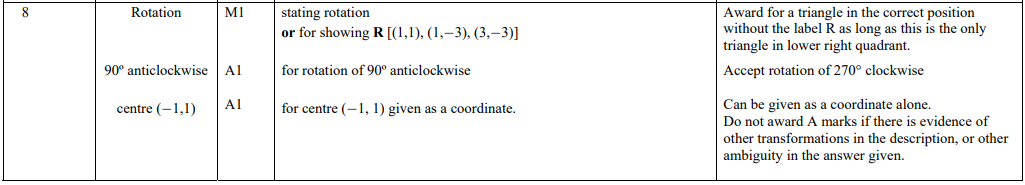 8 Rotation M1 stating rotation Award for a triangle in the correct position
or for showing R [(1,1), (1,−3), (3,−3)] without the label R as long as this is the only
triangle in lower right quadrant.
90º anticlockwise A1 for rotation of 90º anticlockwise Accept rotation of 270° clockwise
centre (−1,1) A1 for centre (−1, 1) given as a coordinate. Can be given as a coordinate alone.
Do not award A marks if there is evidence of
other transformations in the description, or other
ambiguity in the answer given.